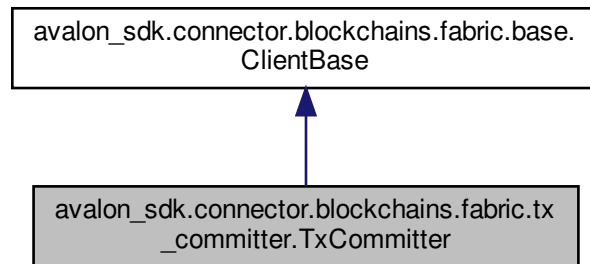 avalon_sdk.connector.blockchains.fabric.base.
ClientBase
avalon_sdk.connector.blockchains.fabric.tx
_committer.TxCommitter